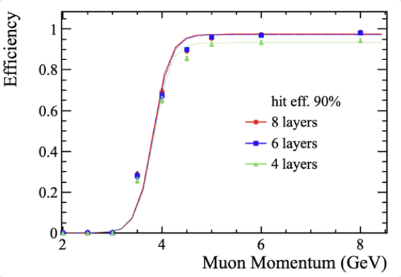 Efficiency
1
0.8
0.6
0.4
0.2
0
hit eff. 90%
8 layers
6 layers
4 layers
2 4 6 8
Muon Momentum (GeV)